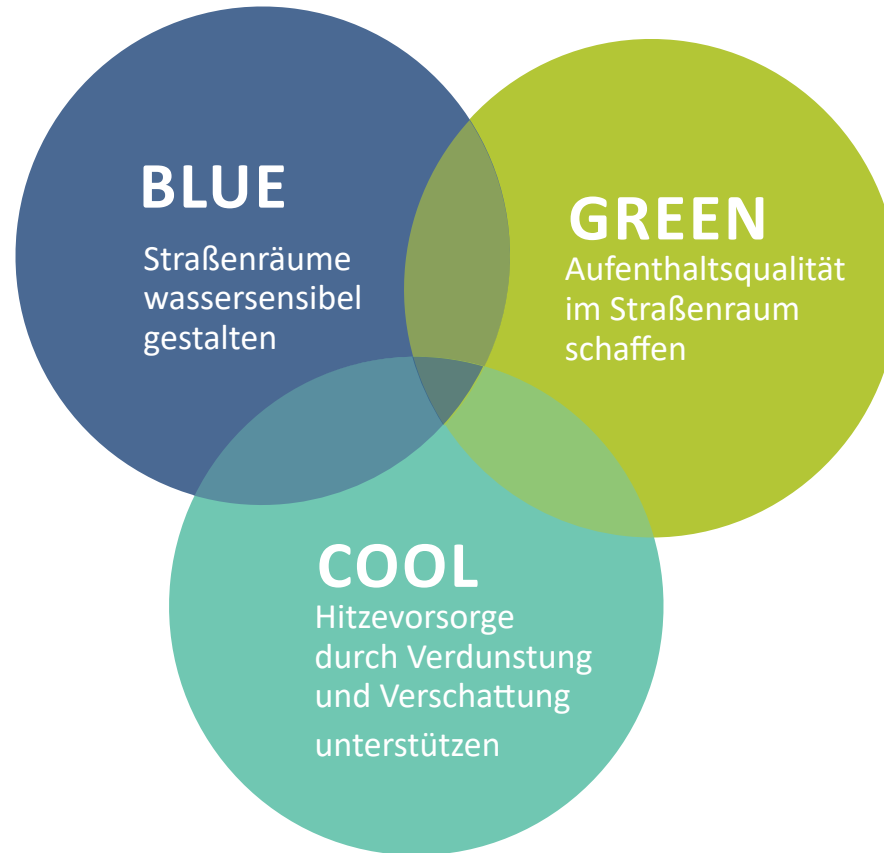 BLUE
Straßenräume
wassersensibel
gestalten
GREEN
Aufenthaltsqualität
im Straßenraum
schaffen
COOL
Hitzevorsorge
durch Verdunstung
und Verschattung
unterstützen